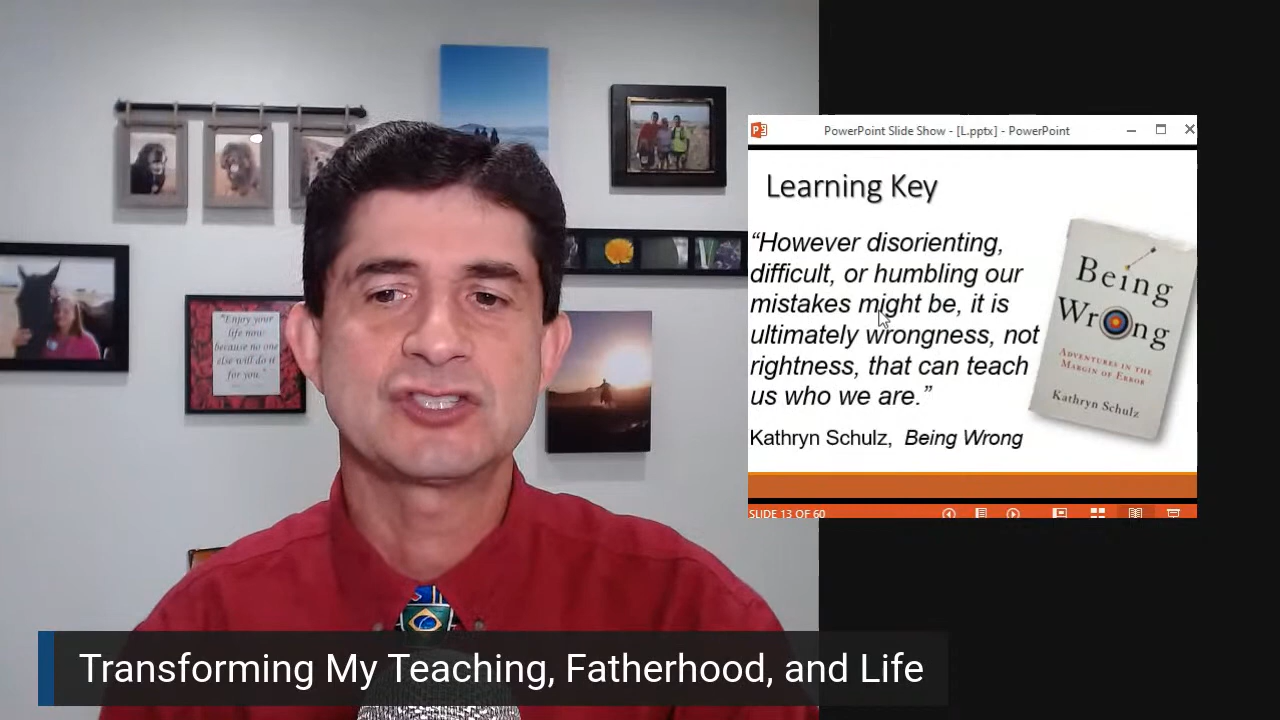 PowerPoint Slide Show - [L.pptx] - PowerPoint
Learning Key
“However disorienting,
difficult, or humbling our
mistakes might be, it is
ultimately wrongness, not
rightness, that can teach
us who we are.”
Kathryn Schulz, Being Wrong
Being
Wrong
ADVENTURES IN THE
MARGIN OF ERROR
Kathryn Schulz
SLIDE 13 OF 60
"Enjoy your
life now
because no one
else will do it
for you."
Transforming My Teaching, Fatherhood, and Life